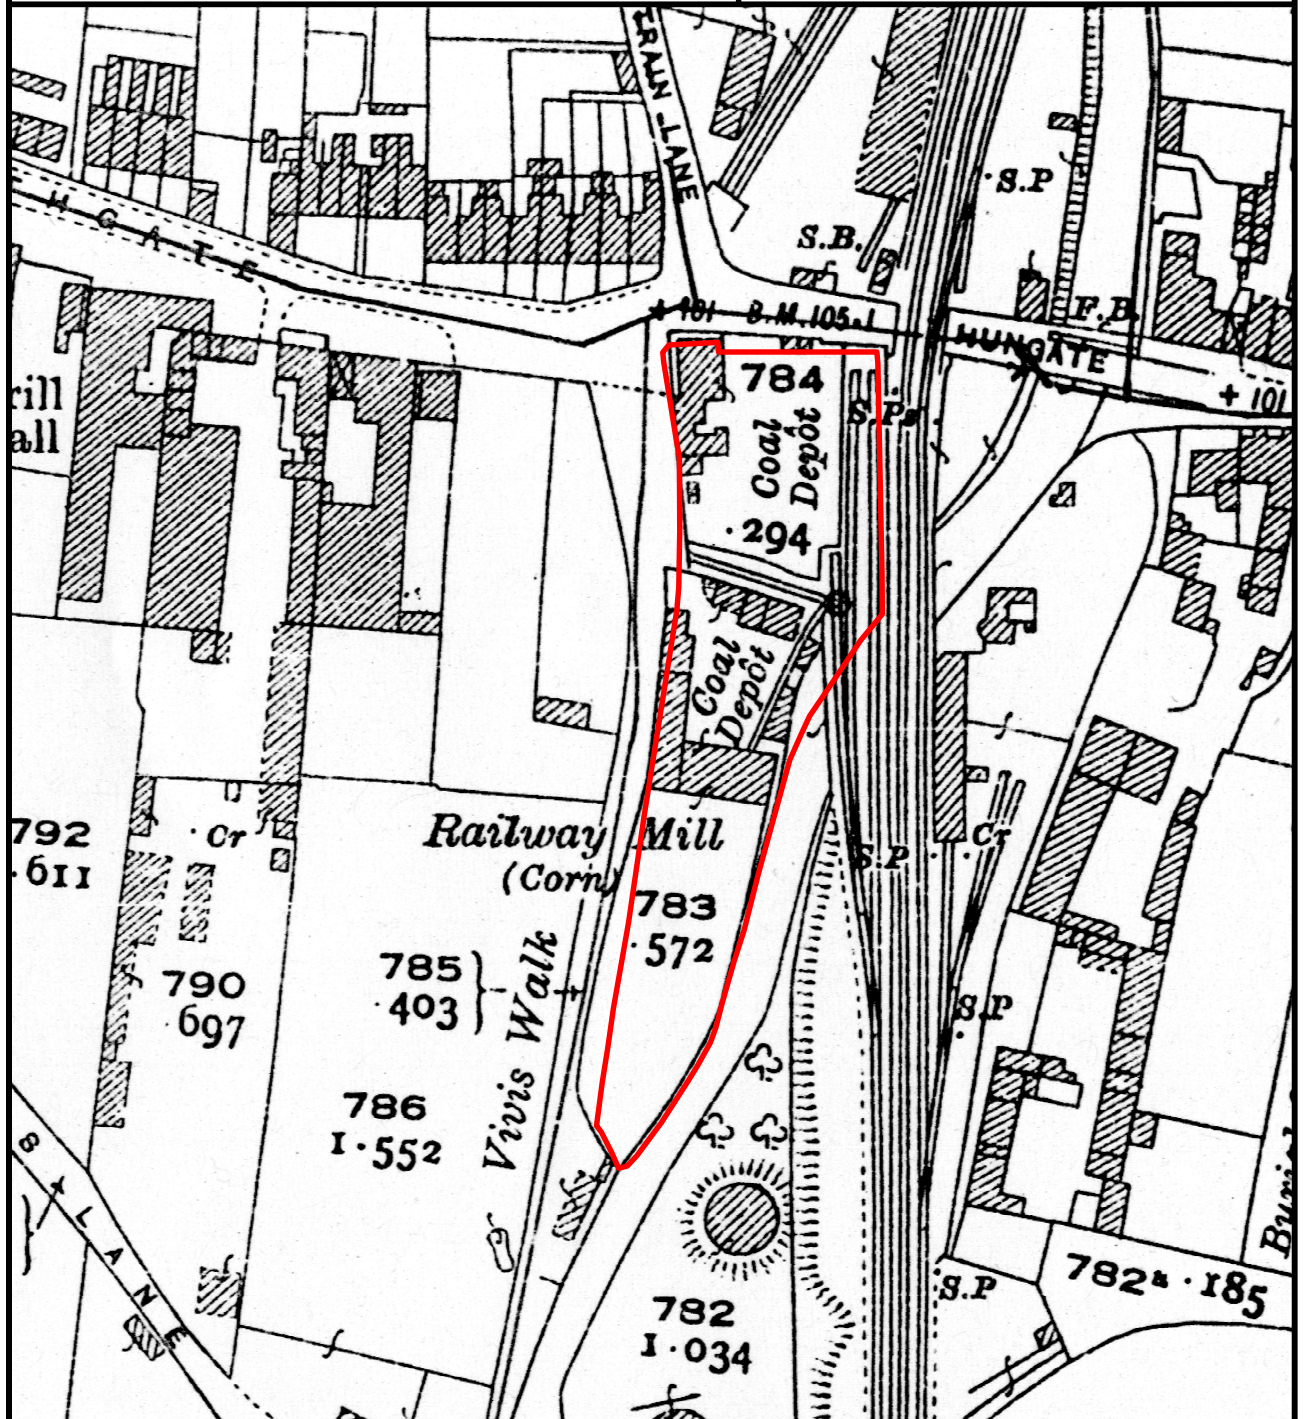 TRAIN LANE
S.P
WGATE
S.B.
+ 101 B.M.105.1
F.B.
HUNGATE
+ 101
784
Coal
Depôt
.294
S.Ps
rill
all
Coal
Depôt
792
.611
Cr
Railway Mill
(Corn)
S.P
Cr
783
.572
790
.697
785
.403
Vivis Walk
S.P
786
1.552
S LANE
782
1.034
782a .185
S.P